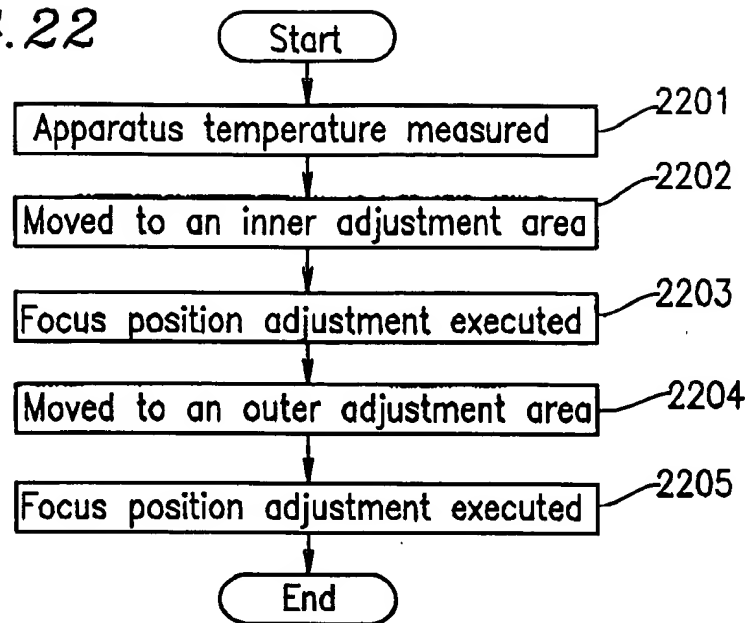 .22
Start
Apparatus temperature measured
2201
Moved to an inner adjustment area
2202
Focus position adjustment executed
2203
Moved to an outer adjustment area
2204
Focus position adjustment executed
2205
End